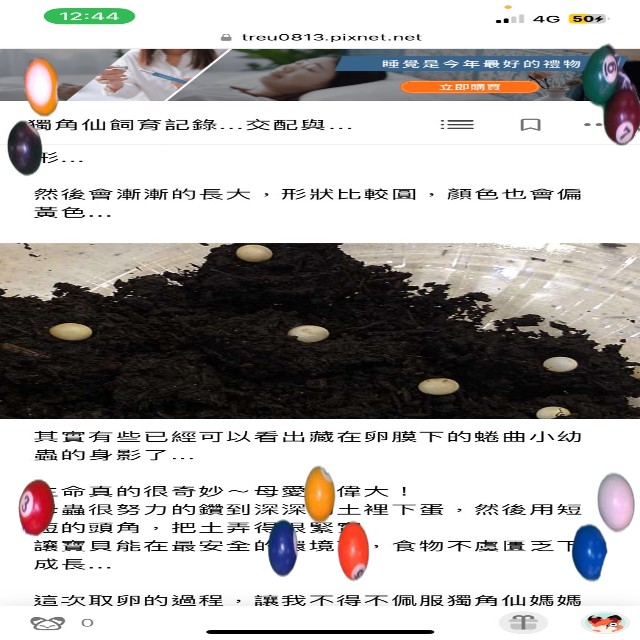 12:44
4G 50
treu0813.pixnet.net
睡覺是今年最好的禮物
立即購買
獨角仙飼育記錄...交配與...
形...
然後會漸漸的長大，形狀比較圓，顏色也會偏
黃色...
其實有些已經可以看出藏在卵膜下的蜷曲小幼
蟲的身影了...
命真的很奇妙～母愛 偉大！
蟲很努力的鑽到深深 土裡下蛋，然後用短
短的頭角，把土弄得很緊實
讓寶貝能在最安全的環境 ，食物不虞匱乏下
成長...
這次取卵的過程，讓我不得不佩服獨角仙媽媽
0